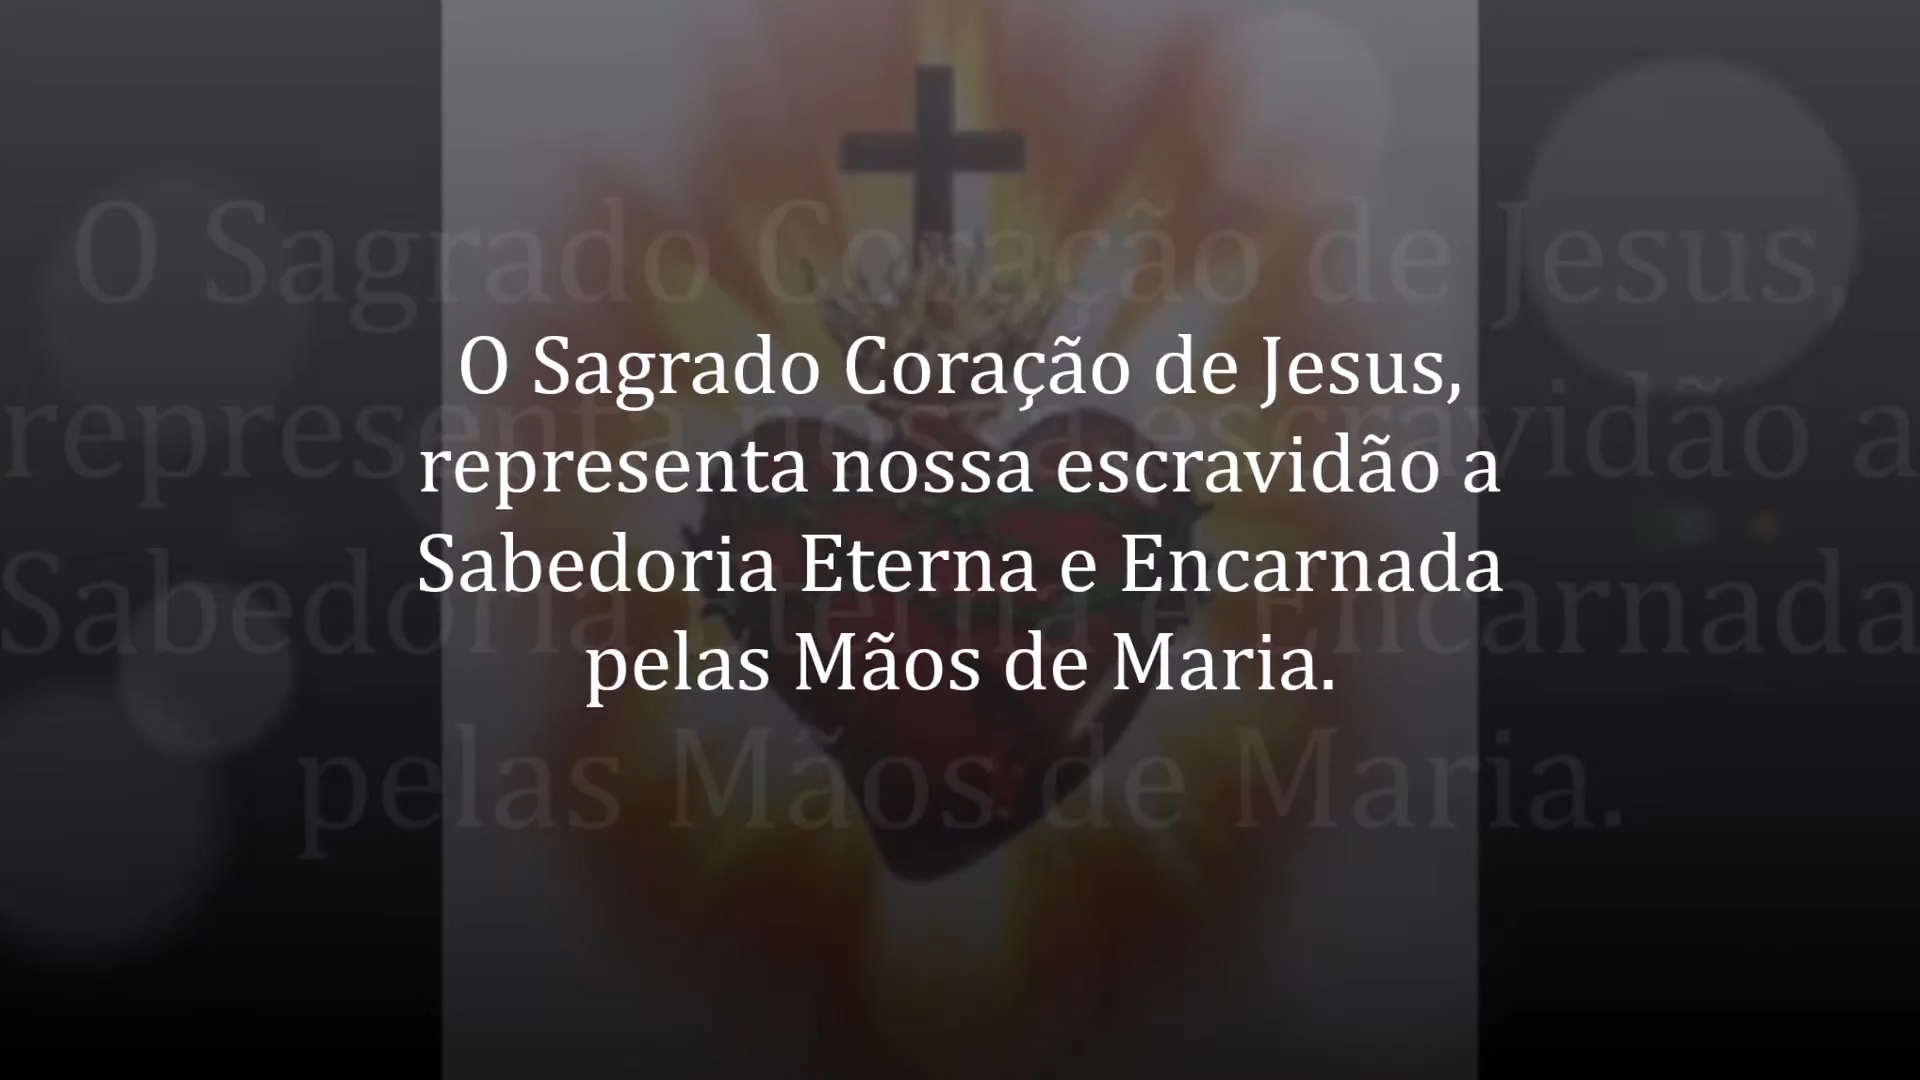 O Sagrado Coração de Jesus,
representa nossa escravidão a
Sabedoria Eterna e Encarnada
pelas Mãos de Maria.